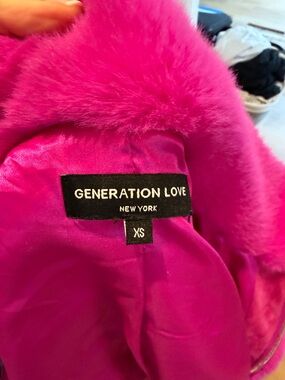 GENERATION LOVE
NEW YORK
XS